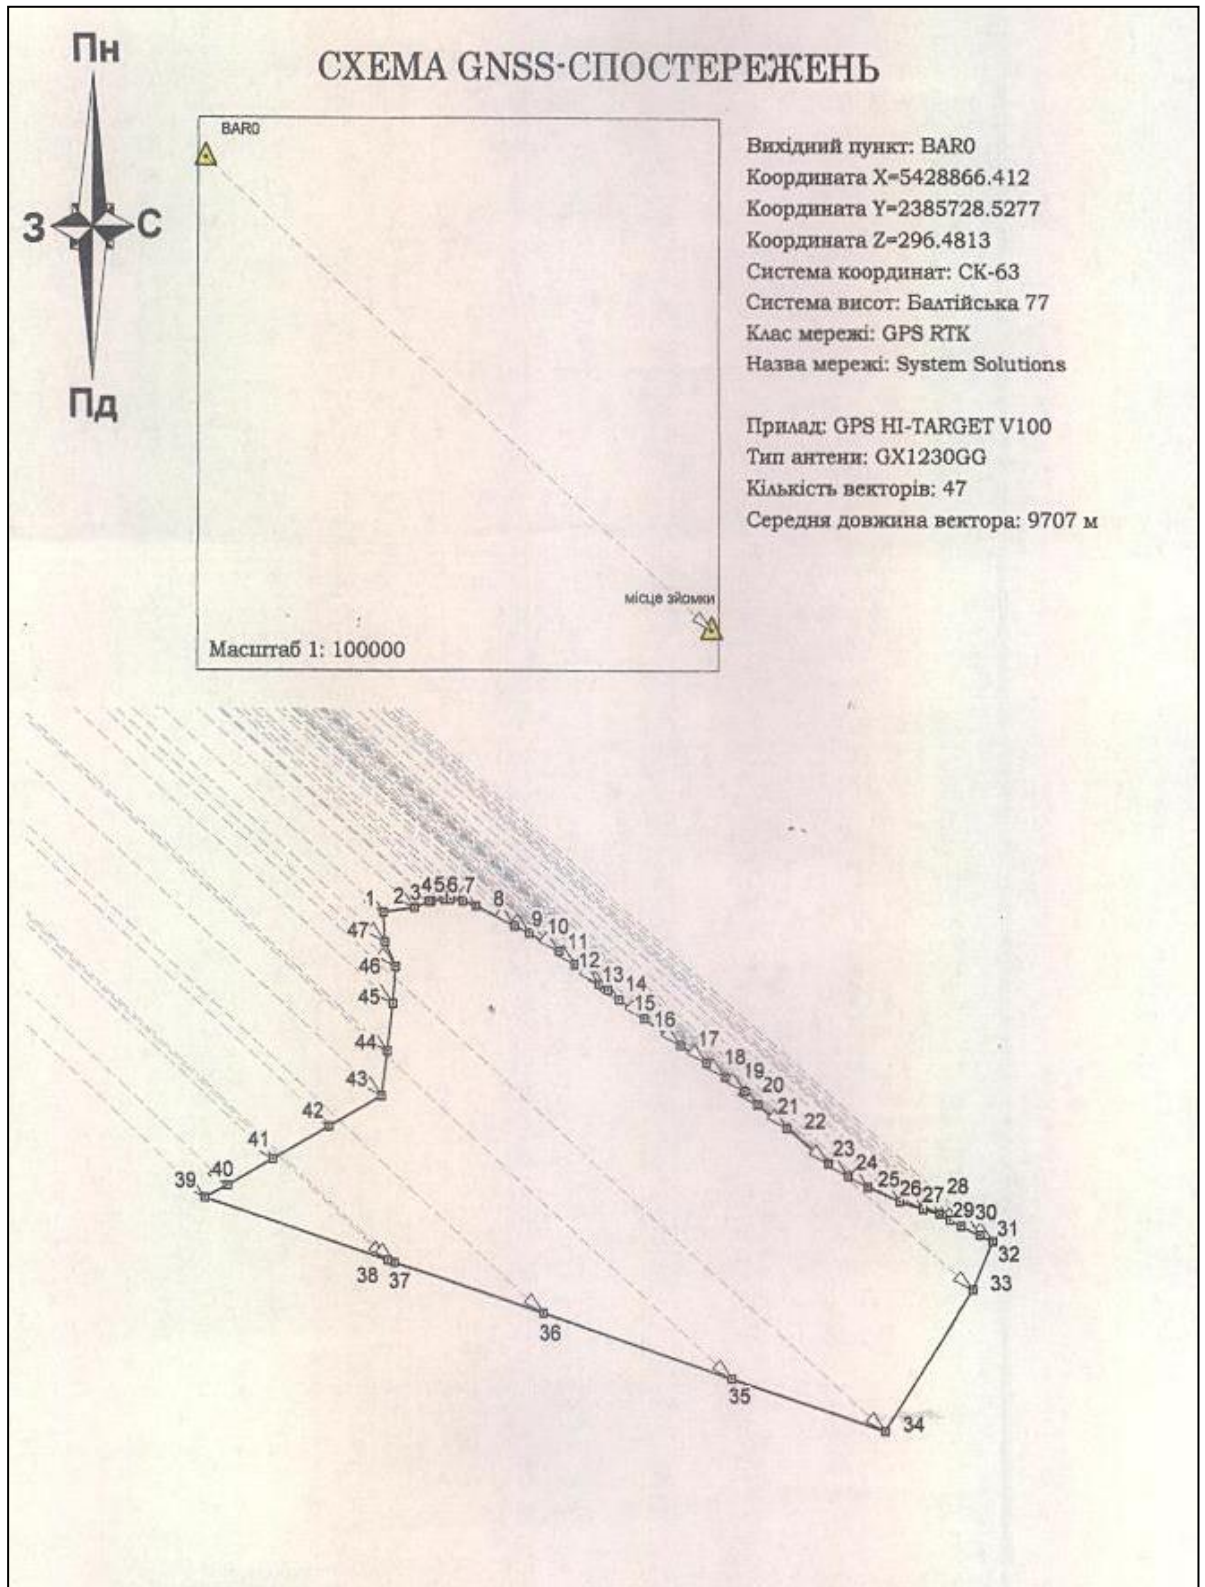 Пн
СХЕМА GNSS-СПОСТЕРЕЖЕНЬ
З
С
Пд
BAR0
місце зйомки
Масштаб 1: 100000
Вихідний пункт: BAR0
Координата X=5428866.412
Координата Y=2385728.5277
Координата Z=296.4813
Система координат: СК-63
Система висот: Балтійська 77
Клас мережі: GPS RTK
Назва мережі: System Solutions
Прилад: GPS HI-TARGET V100
Тип антени: GX1230GG
Кількість векторів: 47
Середня довжина вектора: 9707 м
1
2
3
4
5
6
7
8
9
10
11
12
13
14
15
16
17
18
19
20
21
22
23
24
25
26
27
28
29
30
31
32
33
34
35
36
37
38
39
40
41
42
43
44
45
46
47